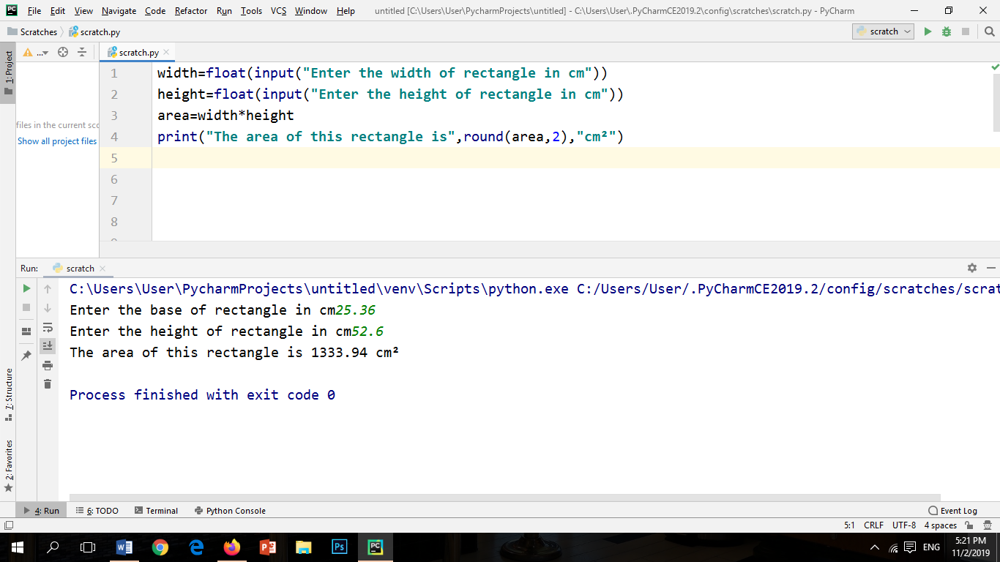 PC File Edit View Navigate Code Refactor Run Tools VCS Window Help untitled [C:\Users\User\PycharmProjects\untitled] - C:\Users\User\.PyCharmCE2019.2\config\scratches\scratch.py - PyCharm
Scratches scratch.py scratch
1: Project
... scratch.py
files in the current sco
Show all project files
1 width=float(input("Enter the width of rectangle in cm"))
2 height=float(input("Enter the height of rectangle in cm"))
3 area=width*height
4 print("The area of this rectangle is",round(area,2),"cm²")
5
6
7
8
Run: scratch
C:\Users\User\PycharmProjects\untitled\venv\Scripts\python.exe C:/Users/User/.PyCharmCE2019.2/config/scratches/scrat
Enter the base of rectangle in cm25.36
Enter the height of rectangle in cm52.6
The area of this rectangle is 1333.94 cm²
Process finished with exit code 0
7: Structure
2: Favorites
4: Run 6: TODO Terminal Python Console Event Log
5:1 CRLF UTF-8 4 spaces
W P Ps PC ENG 5:21 PM
11/2/2019